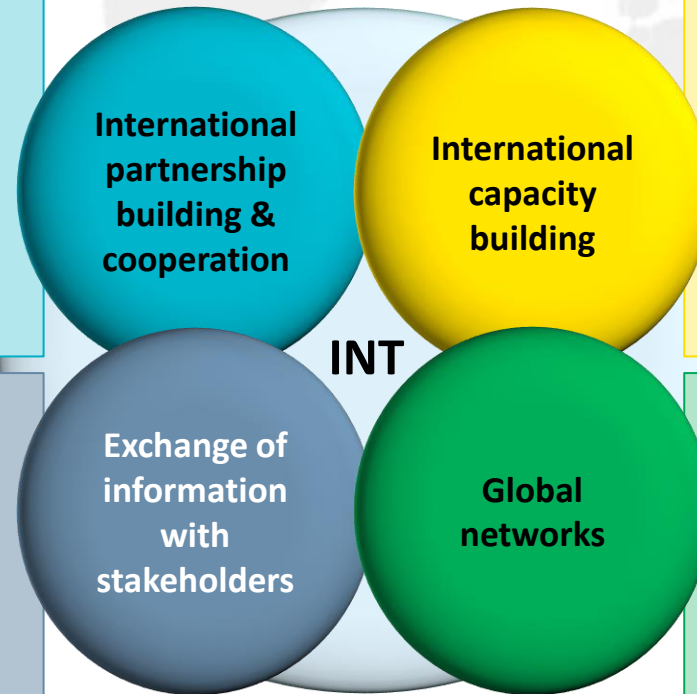 International
partnership
building &
cooperation
International
capacity
building
INT
Exchange of
information
with
stakeholders
Global
networks